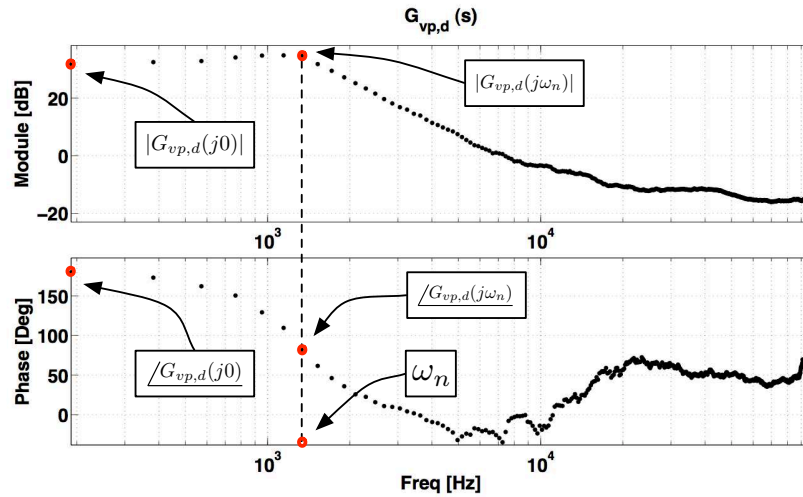 G_{vp,d} (s)
Module [dB]
20
0
−20
|G_{vp,d}(j0)|
|G_{vp,d}(jω_n)|
10^3
10^4
Phase [Deg]
150
100
50
0
/G_{vp,d}(j0)
/G_{vp,d}(jω_n)
ω_n
10^3
10^4
Freq [Hz]